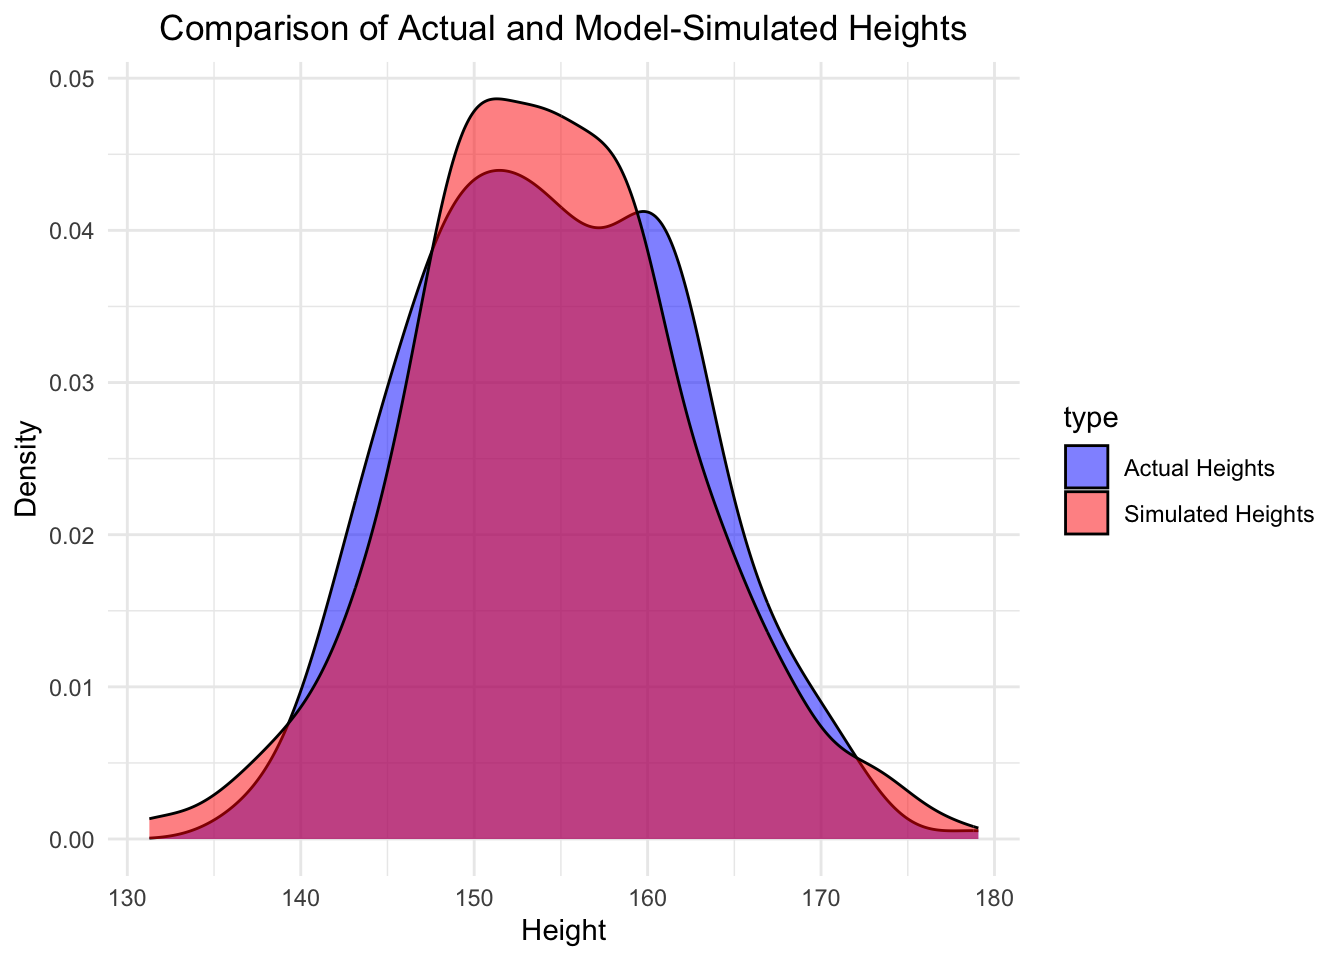 Comparison of Actual and Model-Simulated Heights
0.05
0.04
0.03
0.02
0.01
0.00
Density
130 140 150 160 170 180
Height
type
Actual Heights
Simulated Heights